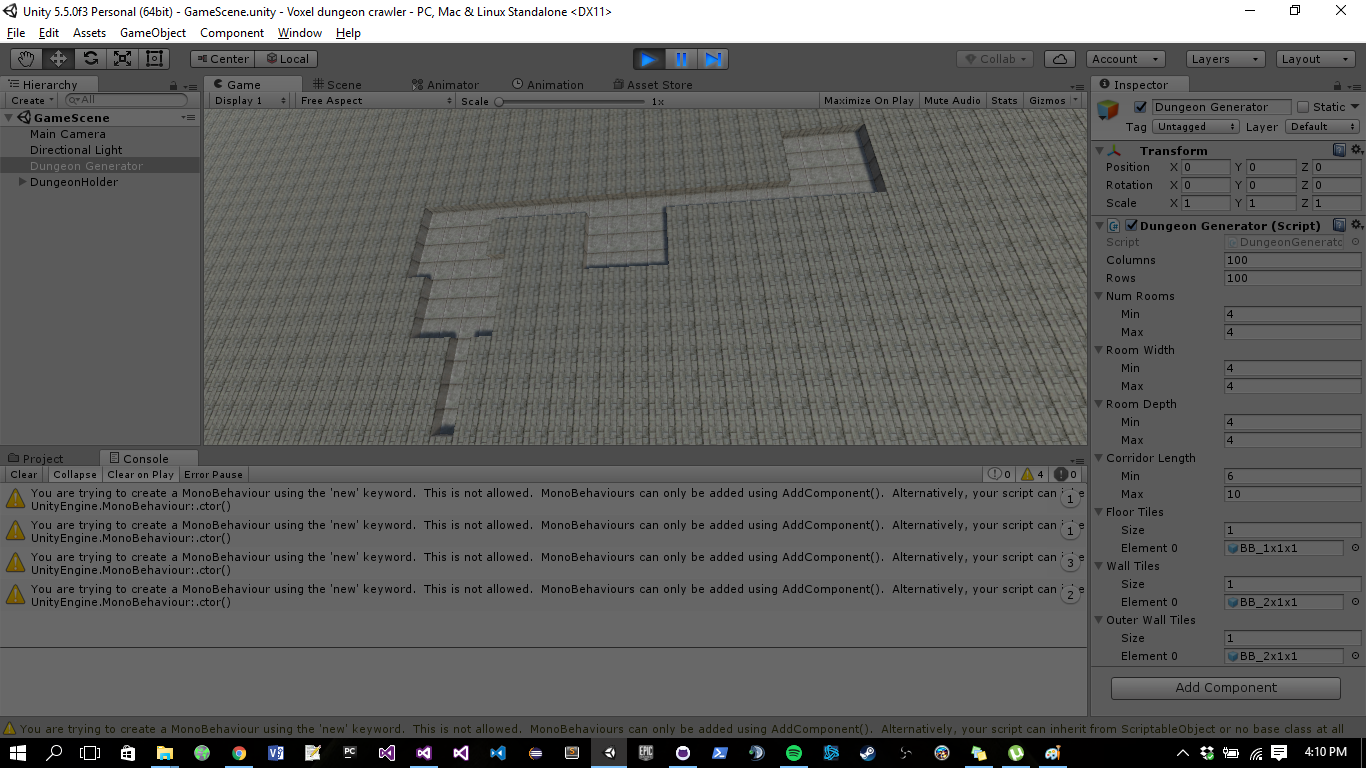 Unity 5.5.0f3 Personal (64bit) - GameScene.unity - Voxel dungeon crawler - PC, Mac & Linux Standalone <DX11>
File Edit Assets GameObject Component Window Help
Center Local Collab Account Layers Layout
Hierarchy Game Scene Animator Animation Asset Store Inspector
Create All Display 1 Free Aspect Scale 1x Maximize On Play Mute Audio Stats Gizmos Dungeon Generator Static
GameScene
Main Camera
Directional Light
Dungeon Generator
DungeonHolder
Tag Untagged Layer Default
Transform
Position X 0 Y 0 Z 0
Rotation X 0 Y 0 Z 0
Scale X 1 Y 1 Z 1
Dungeon Generator (Script)
Script DungeonGenerato
Columns 100
Rows 100
Num Rooms
Min 4
Max 4
Room Width
Min 4
Max 4
Room Depth
Min 4
Max 4
Corridor Length
Min 6
Max 10
Floor Tiles
Size 1
Element 0 BB_1x1x1
Wall Tiles
Size 1
Element 0 BB_2x1x1
Outer Wall Tiles
Size 1
Element 0 BB_2x1x1
Add Component
Project Console
Clear Collapse Clear on Play Error Pause 0 4 0
You are trying to create a MonoBehaviour using the 'new' keyword. This is not allowed. MonoBehaviours can only be added using AddComponent(). Alternatively, your script can 1
UnityEngine.MonoBehaviour:.ctor()
You are trying to create a MonoBehaviour using the 'new' keyword. This is not allowed. MonoBehaviours can only be added using AddComponent(). Alternatively, your script can 1
UnityEngine.MonoBehaviour:.ctor()
You are trying to create a MonoBehaviour using the 'new' keyword. This is not allowed. MonoBehaviours can only be added using AddComponent(). Alternatively, your script can 3
UnityEngine.MonoBehaviour:.ctor()
You are trying to create a MonoBehaviour using the 'new' keyword. This is not allowed. MonoBehaviours can only be added using AddComponent(). Alternatively, your script can 2
UnityEngine.MonoBehaviour:.ctor()
You are trying to create a MonoBehaviour using the 'new' keyword. This is not allowed. MonoBehaviours can only be added using AddComponent(). Alternatively, your script can inherit from ScriptableObject or no base class at all
PC EPIC GAMES 4:10 PM